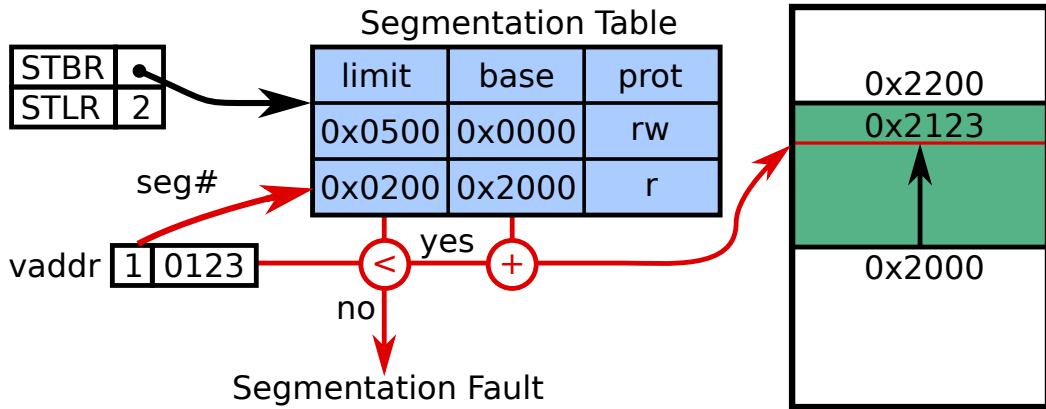 Segmentation Table
STBR
STLR 2
limit base prot
0x0500 0x0000 rw
0x0200 0x2000 r
seg#
vaddr 1 0123
< yes +
no
Segmentation Fault
0x2200
0x2123
0x2000